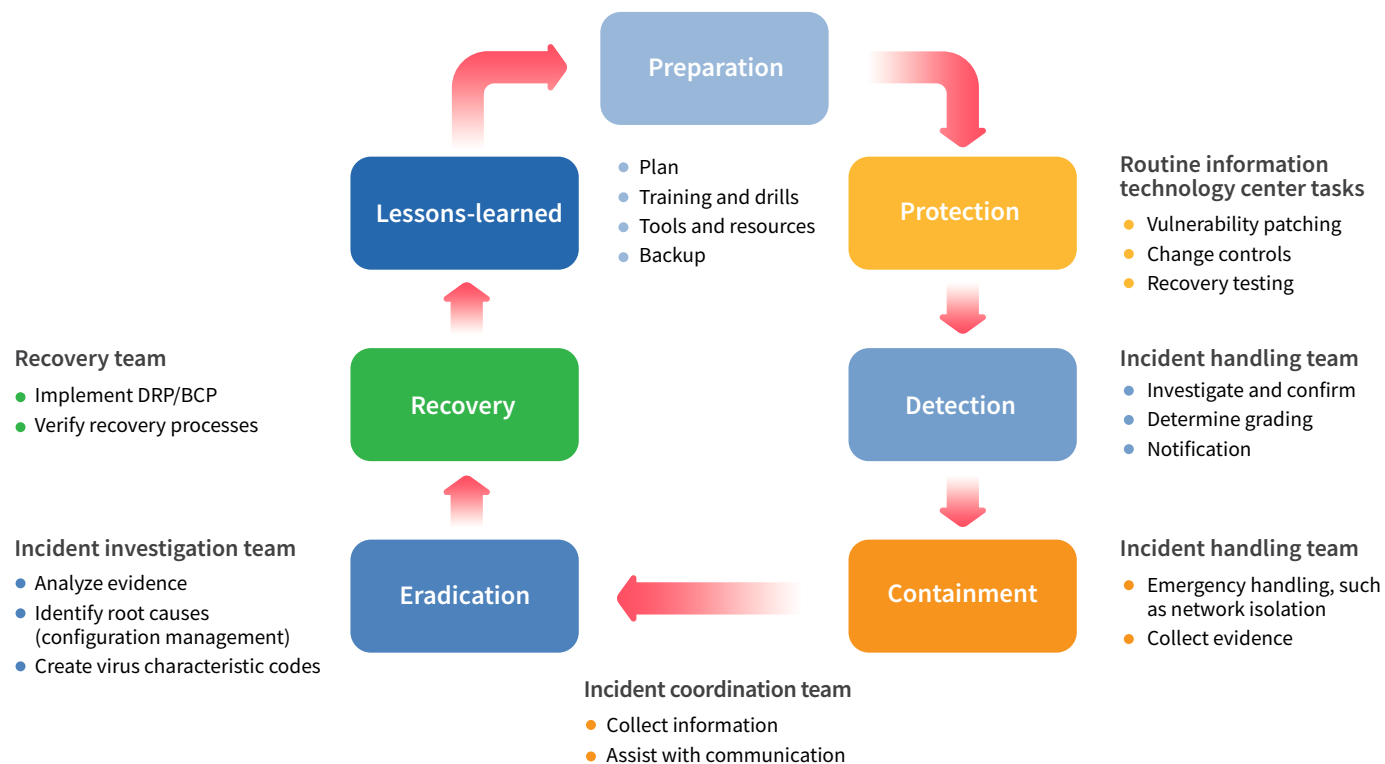 Preparation
Plan
Training and drills
Tools and resources
Backup
Protection
Routine information
technology center tasks
Vulnerability patching
Change controls
Recovery testing
Detection
Incident handling team
Investigate and confirm
Determine grading
Notification
Containment
Incident handling team
Emergency handling, such
as network isolation
Collect evidence
Incident coordination team
Collect information
Assist with communication
Eradication
Incident investigation team
Analyze evidence
Identify root causes
(configuration management)
Create virus characteristic codes
Recovery
Recovery team
Implement DRP/BCP
Verify recovery processes
Lessons-learned